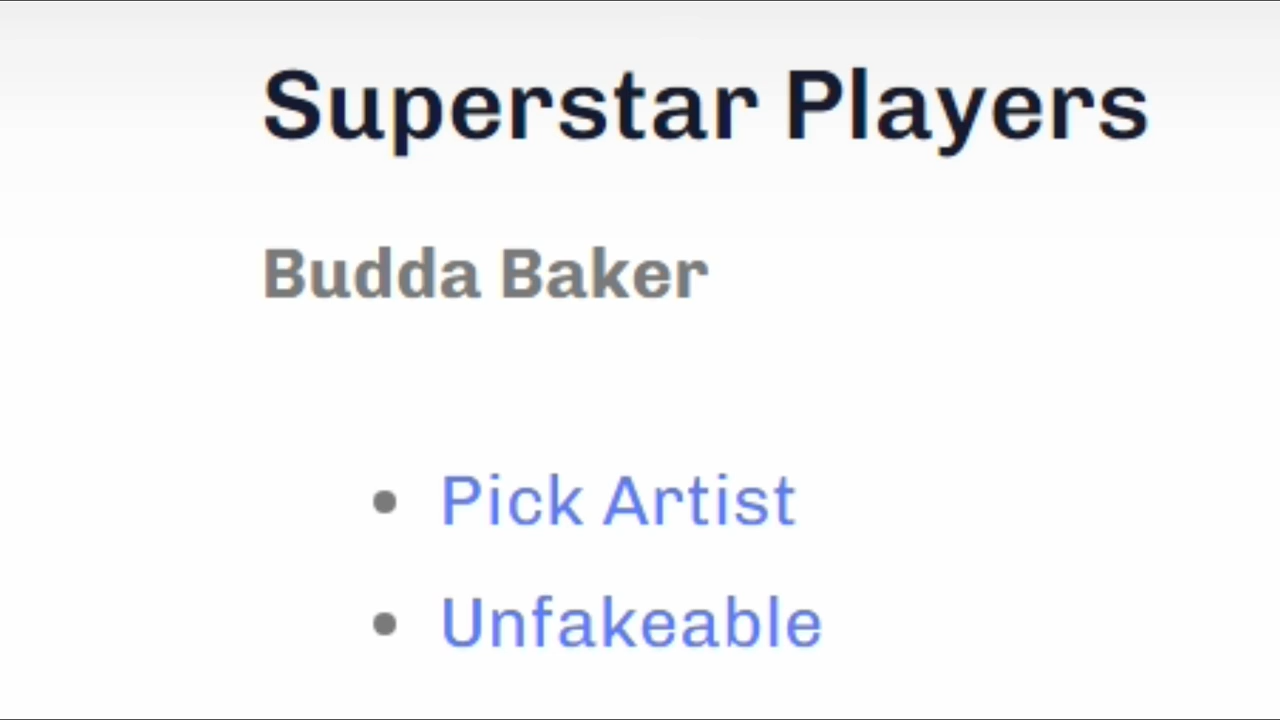 Superstar Players
Budda Baker
• Pick Artist
• Unfakeable